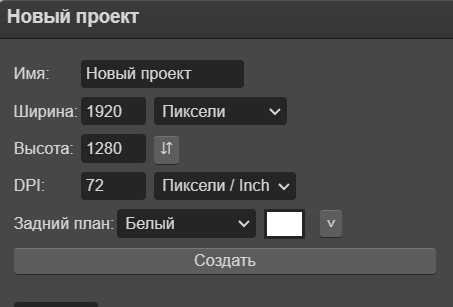 Новый проект
Имя: Новый проект
Ширина: 1920 Пиксели
Высота: 1280
DPI: 72 Пиксели / Inch
Задний план: Белый v
Создать